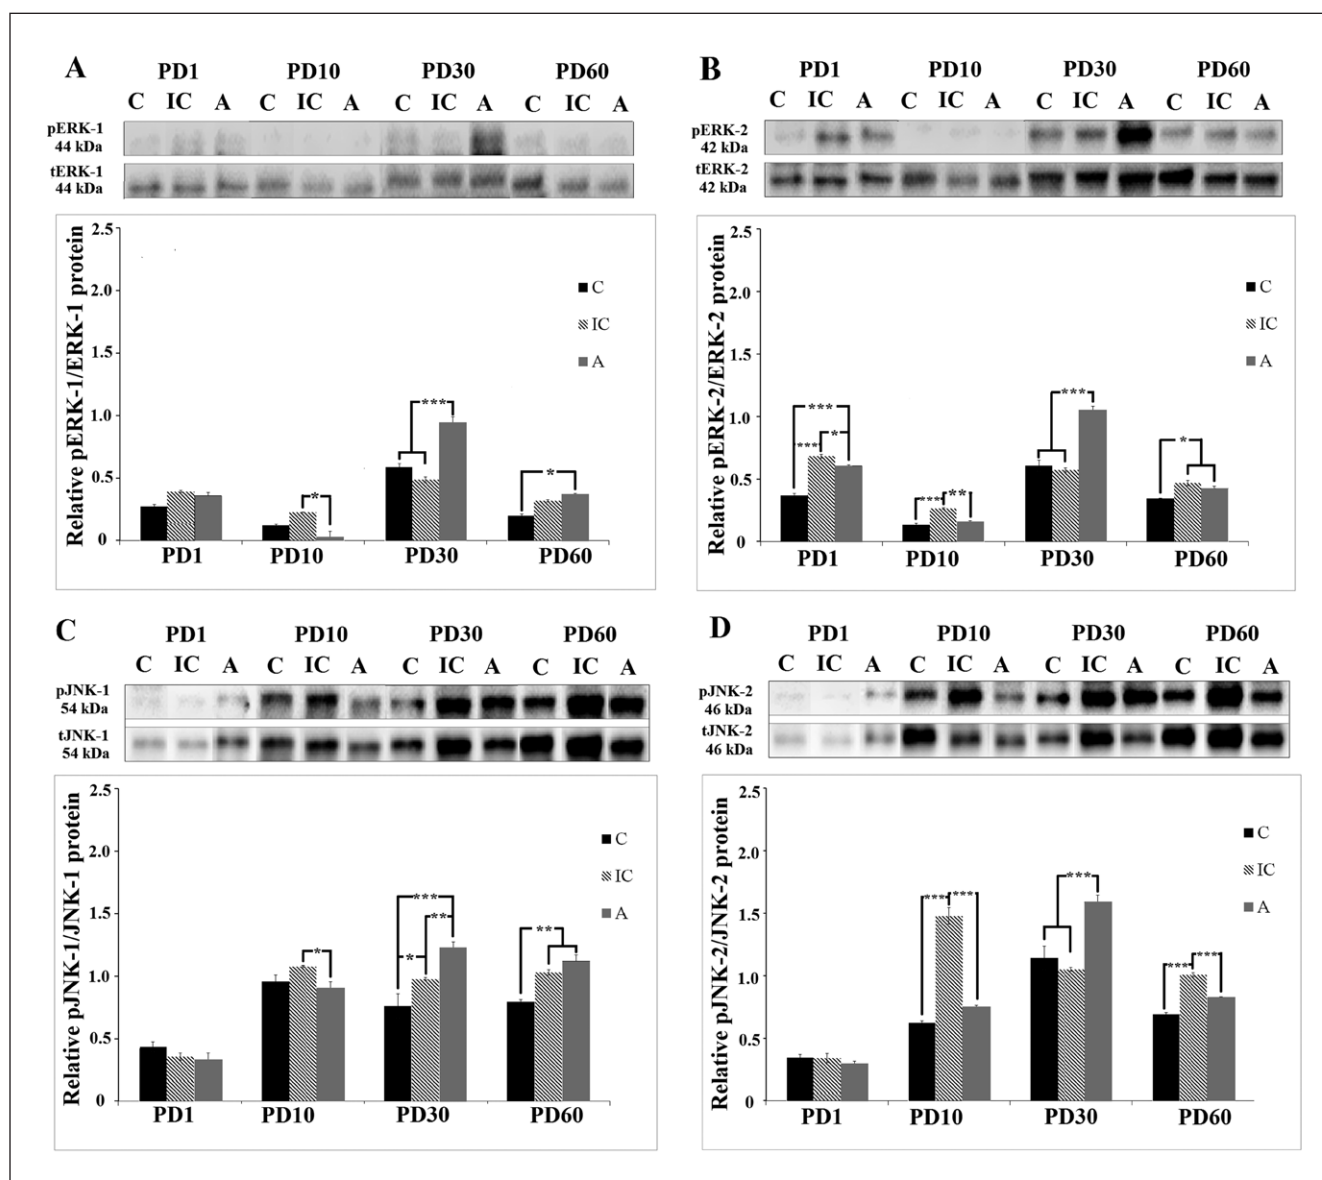 A
PD1 PD10 PD30 PD60
C IC A C IC A C IC A C IC A
pERK-1
44 kDa
tERK-1
44 kDa
Relative pERK-1/ERK-1 protein
2.5
2.0
1.5
1.0
0.5
0
C
IC
A
*
***
*
PD1 PD10 PD30 PD60
B
PD1 PD10 PD30 PD60
C IC A C IC A C IC A C IC A
pERK-2
42 kDa
tERK-2
42 kDa
Relative pERK-2/ERK-2 protein
2.5
2.0
1.5
1.0
0.5
0
C
IC
A
***
*** *
*** **
***
*
PD1 PD10 PD30 PD60
C
PD1 PD10 PD30 PD60
C IC A C IC A C IC A C IC A
pJNK-1
54 kDa
tJNK-1
54 kDa
Relative pJNK-1/JNK-1 protein
2.5
2.0
1.5
1.0
0.5
0
C
IC
A
*
***
* **
**
PD1 PD10 PD30 PD60
D
PD1 PD10 PD30 PD60
C IC A C IC A C IC A C IC A
pJNK-2
46 kDa
tJNK-2
46 kDa
Relative pJNK-2/JNK-2 protein
2.5
2.0
1.5
1.0
0.5
0
C
IC
A
*** ***
***
*** ***
PD1 PD10 PD30 PD60